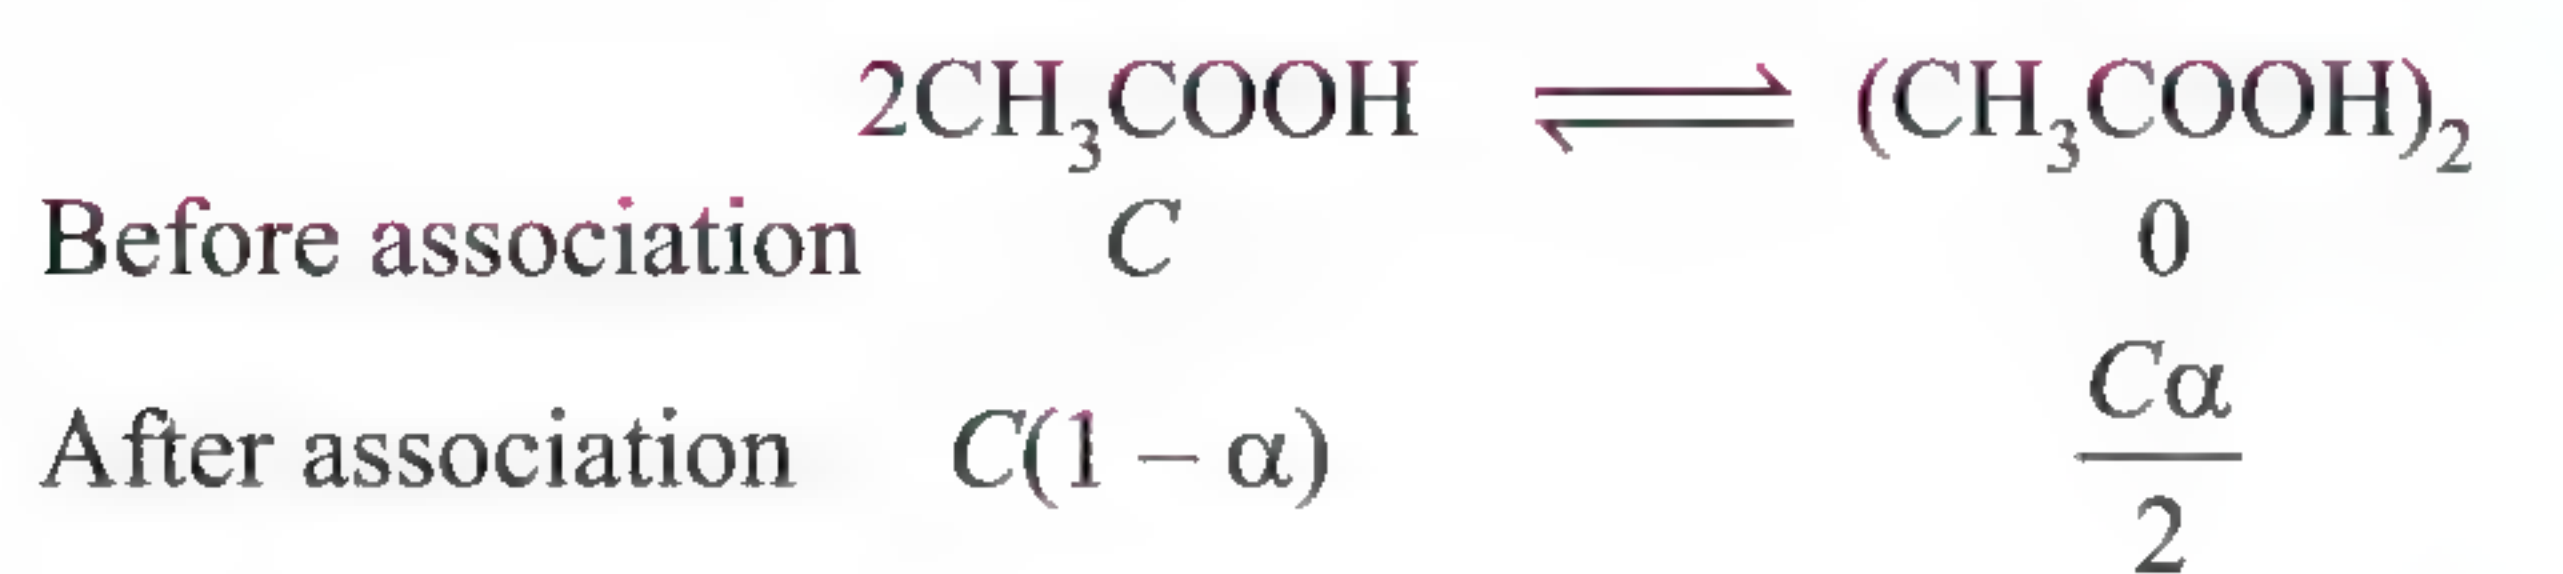 2CH₃COOH ⇌ (CH₃COOH)₂
Before association C 0
After association C(1 – α) Cα/2